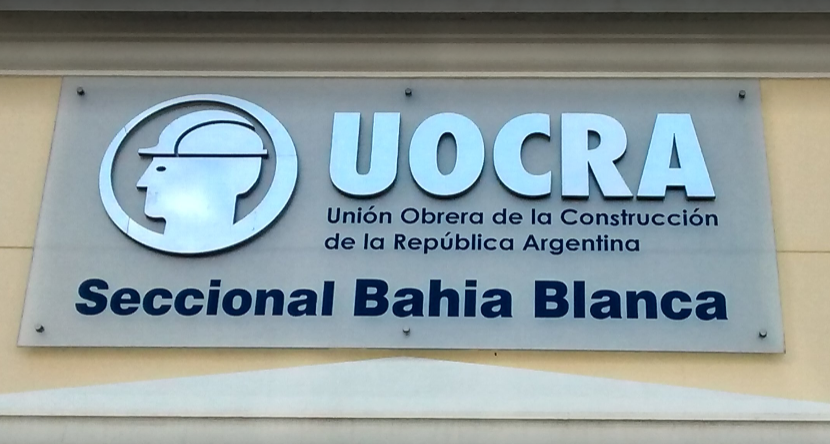 UOCRA
Unión Obrera de la Construcción
de la República Argentina
Seccional Bahia Blanca